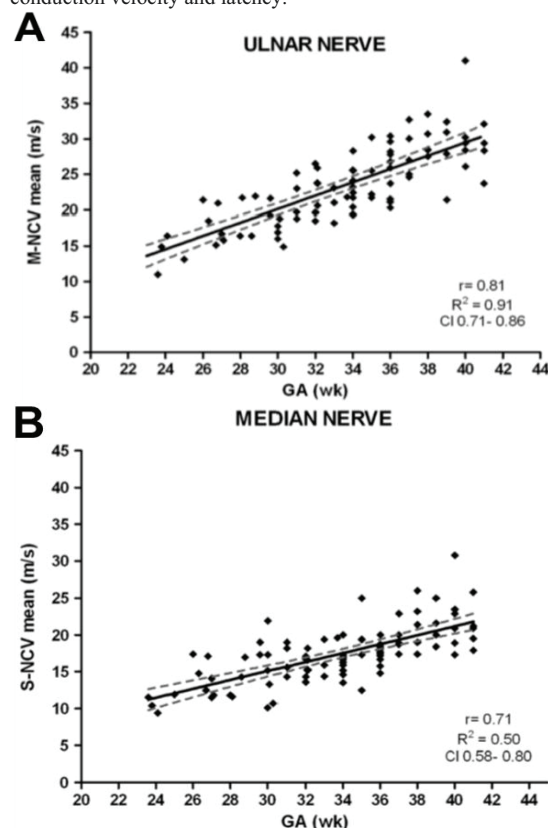 conduction velocity and latency.
A
ULNAR NERVE
45
40
35
30
25
20
15
10
5
0
M-NCV mean (m/s)
r= 0.81
R² = 0.91
CI 0.71- 0.86
20 22 24 26 28 30 32 34 36 38 40 42 44
GA (wk)
B
MEDIAN NERVE
45
40
35
30
25
20
15
10
5
0
S-NCV mean (m/s)
r= 0.71
R² = 0.50
CI 0.58- 0.80
20 22 24 26 28 30 32 34 36 38 40 42 44
GA (wk)